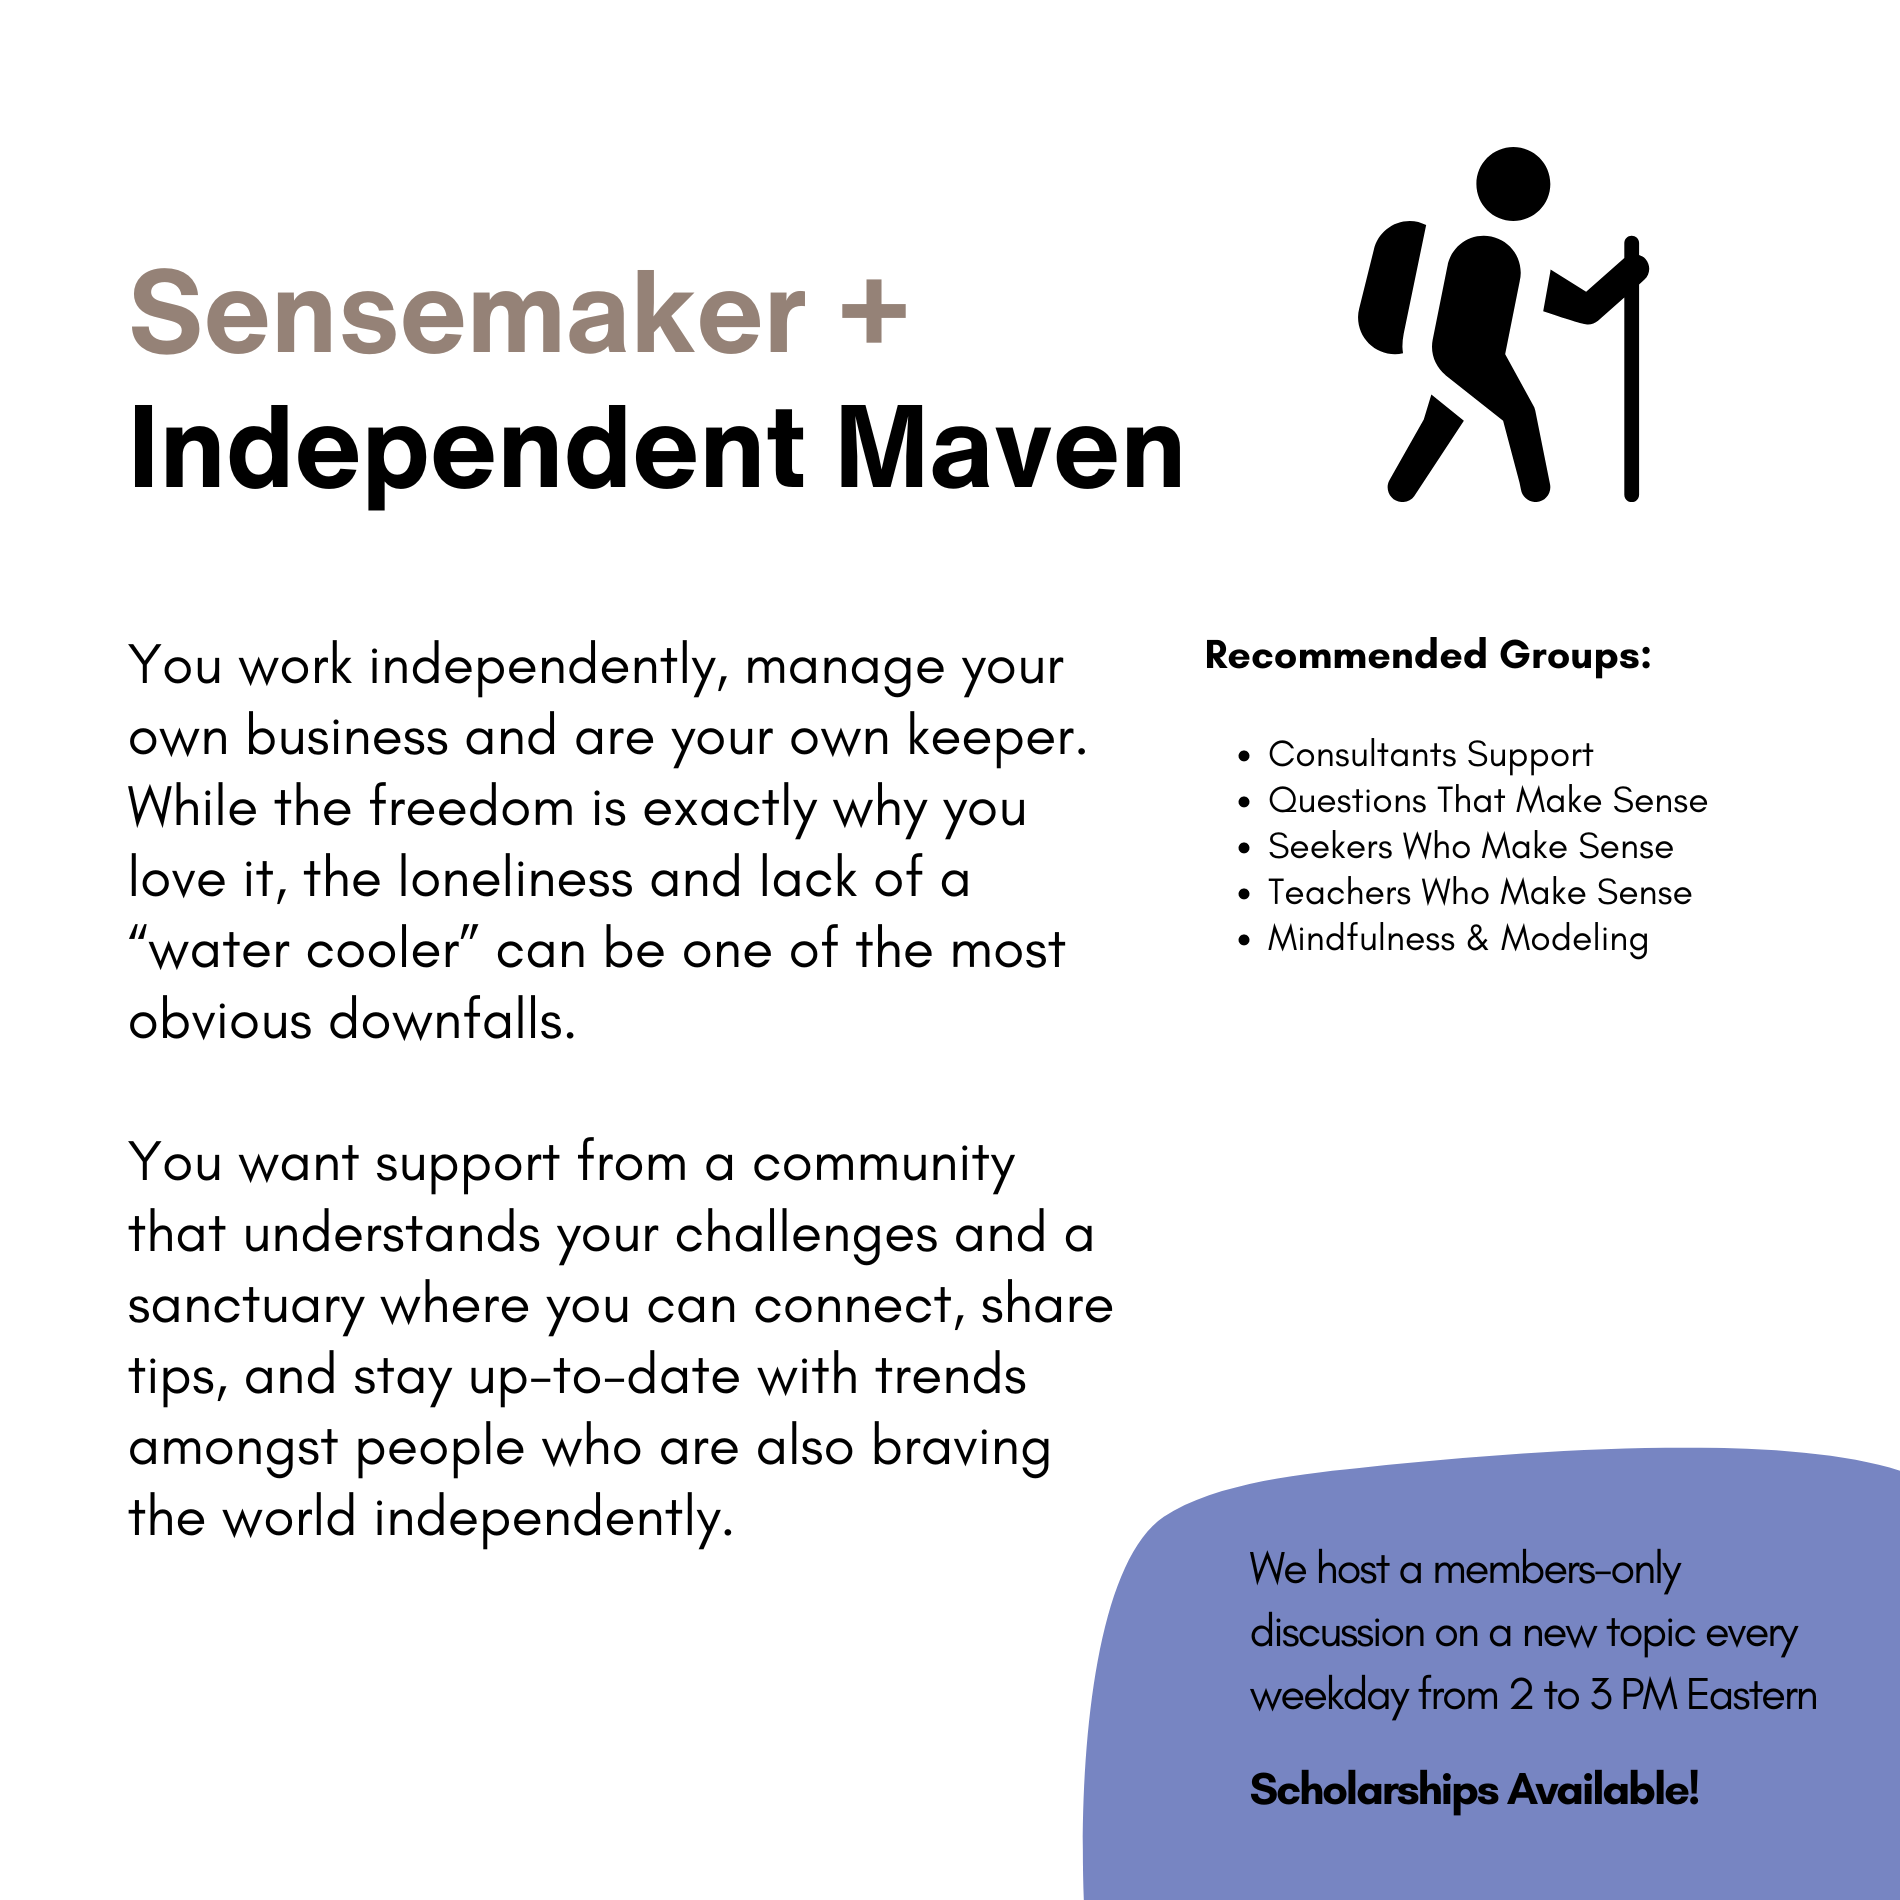 Sensemaker +
Independent Maven
You work independently, manage your
own business and are your own keeper.
While the freedom is exactly why you
love it, the loneliness and lack of a
“water cooler” can be one of the most
obvious downfalls.
You want support from a community
that understands your challenges and a
sanctuary where you can connect, share
tips, and stay up-to-date with trends
amongst people who are also braving
the world independently.
Recommended Groups:
• Consultants Support
• Questions That Make Sense
• Seekers Who Make Sense
• Teachers Who Make Sense
• Mindfulness & Modeling
We host a members-only
discussion on a new topic every
weekday from 2 to 3 PM Eastern
Scholarships Available!